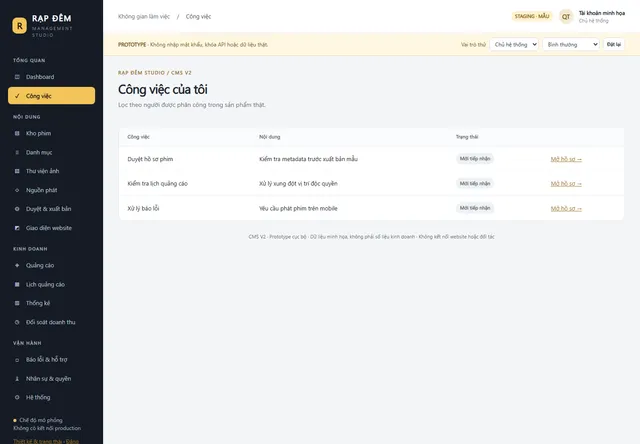 R
RẠP ĐÊM
MANAGEMENT
STUDIO
TỔNG QUAN
Dashboard
Công việc
NỘI DUNG
Kho phim
Danh mục
Thư viện ảnh
Nguồn phát
Duyệt & xuất bản
Giao diện website
KINH DOANH
Quảng cáo
Lịch quảng cáo
Thống kê
Đối soát doanh thu
VẬN HÀNH
Báo lỗi & hỗ trợ
Nhân sự & quyền
Hệ thống
Chế độ mô phỏng
Không có kết nối production
Thiết kế & trạng thái · Đăng
Không gian làm việc / Công việc
STAGING · MẪU
QT
Tài khoản minh họa
Chủ hệ thống
PROTOTYPE · Không nhập mật khẩu, khóa API hoặc dữ liệu thật.
Vai trò thử
Chủ hệ thống
Bình thường
Đặt lại
RẠP ĐÊM STUDIO / CMS V2
Công việc của tôi
Lọc theo người được phân công trong sản phẩm thật.
Công việc Nội dung Trạng thái
Duyệt hồ sơ phim Kiểm tra metadata trước xuất bản mẫu Mới tiếp nhận Mở hồ sơ →
Kiểm tra lịch quảng cáo Xử lý xung đột vị trí độc quyền Mới tiếp nhận Mở hồ sơ →
Xử lý báo lỗi Yêu cầu phát phim trên mobile Mới tiếp nhận Mở hồ sơ →
CMS V2 · Prototype cục bộ · Dữ liệu minh họa, không phải số liệu kinh doanh · Không kết nối website hoặc đối tác